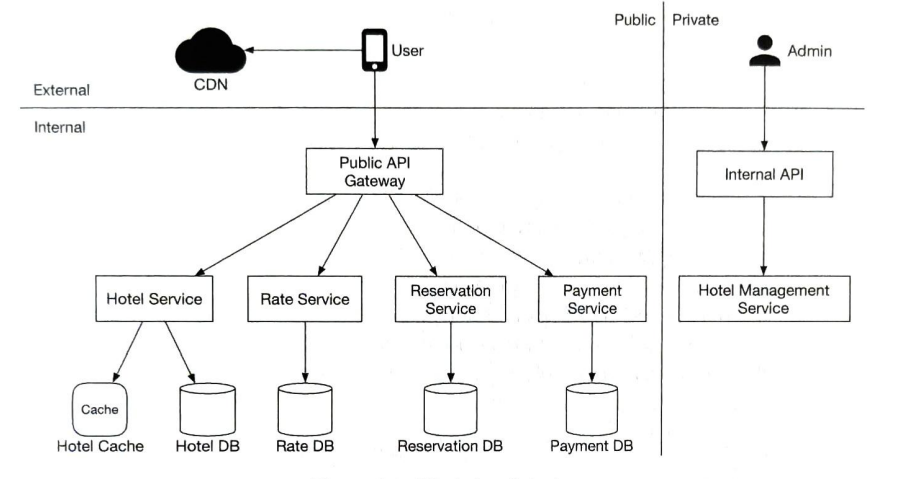 Public
Private
User
Admin
CDN
External
Internal
Public API
Gateway
Internal API
Hotel Service
Rate Service
Reservation
Service
Payment
Service
Hotel Management
Service
Cache
Hotel Cache
Hotel DB
Rate DB
Reservation DB
Payment DB